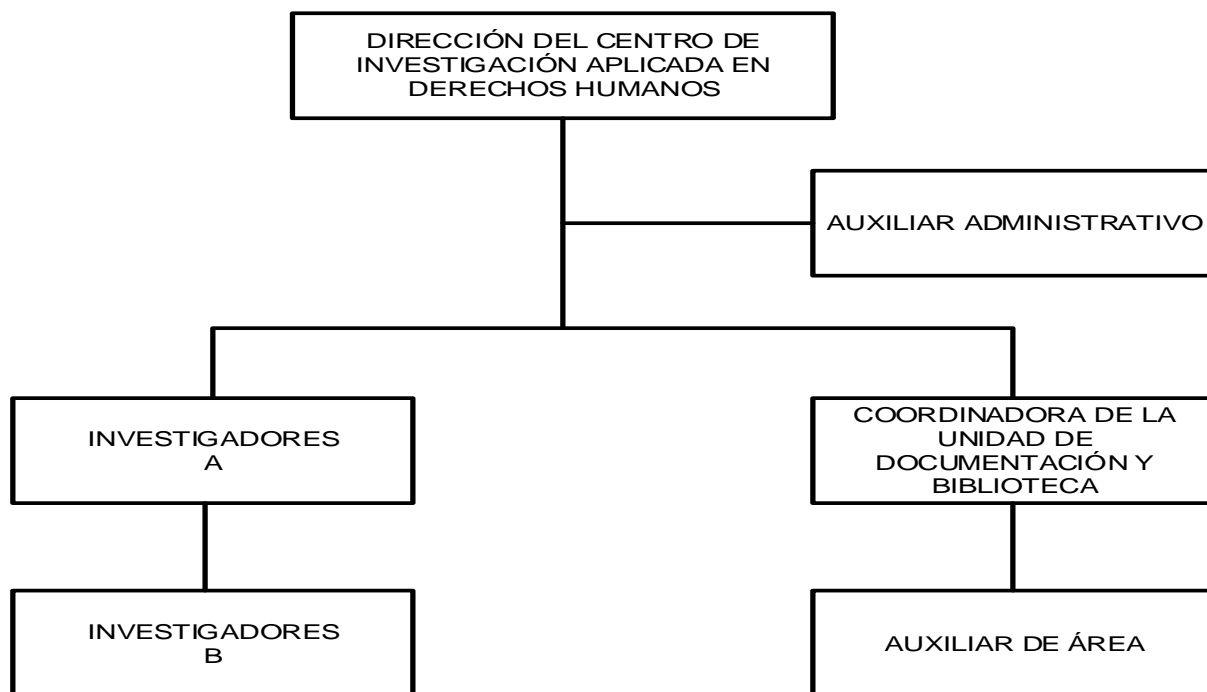 DIRECCIÓN DEL CENTRO DE
INVESTIGACIÓN APLICADA EN
DERECHOS HUMANOS
AUXILIAR ADMINISTRATIVO
INVESTIGADORES
A
COORDINADORA DE LA
UNIDAD DE
DOCUMENTACIÓN Y
BIBLIOTECA
INVESTIGADORES
B
AUXILIAR DE ÁREA